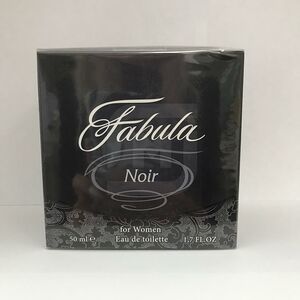 Fabula
Noir
for Women
50 ml e Eau de toilette 1.7 FL.OZ